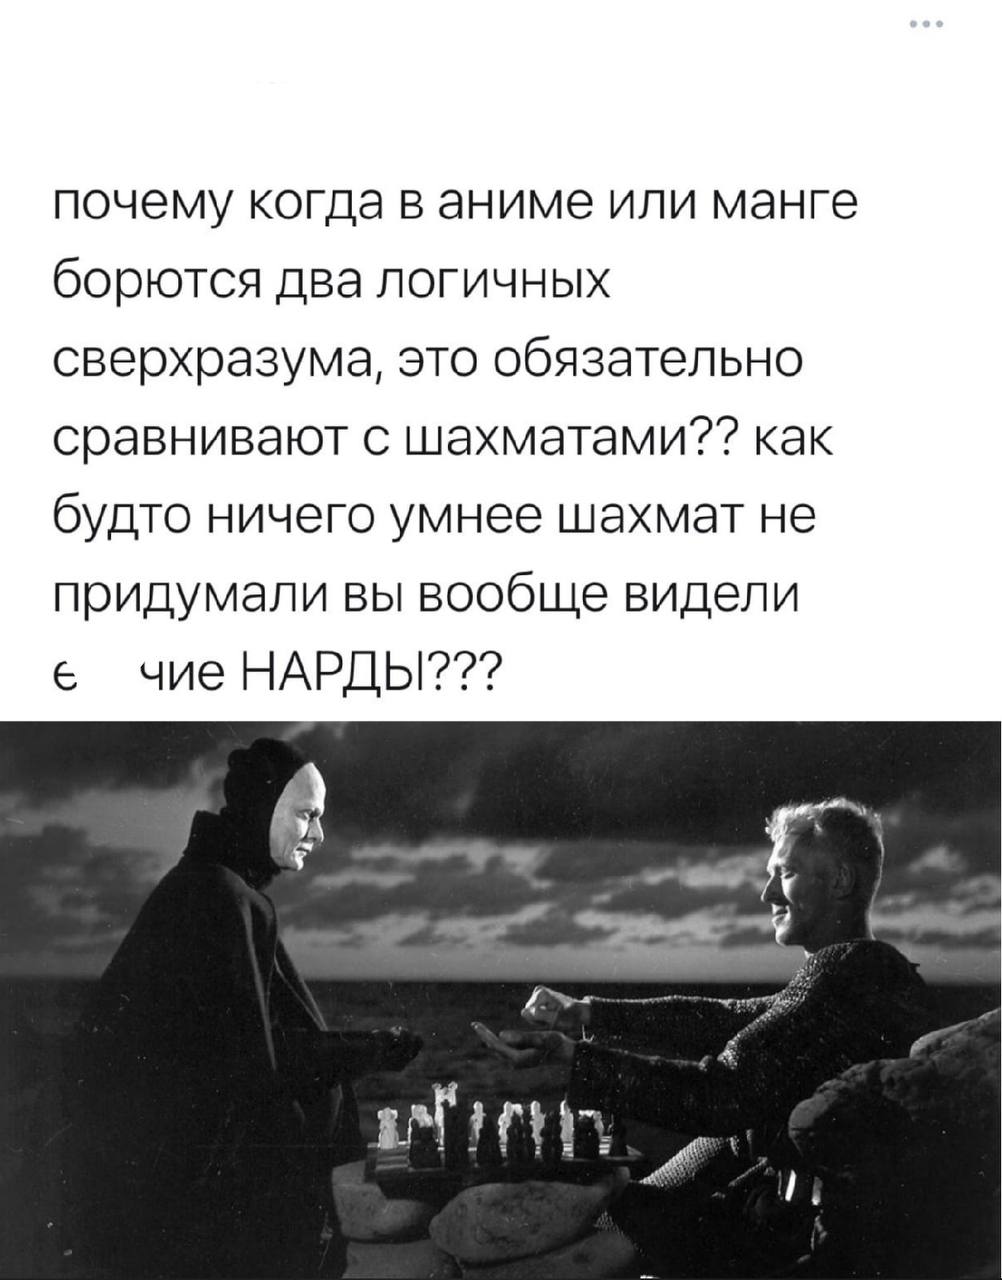 почему когда в аниме или манге
борются два логичных
сверхразума, это обязательно
сравнивают с шахматами?? как
будто ничего умнее шахмат не
придумали вы вообще видели
чие НАРДЫ???